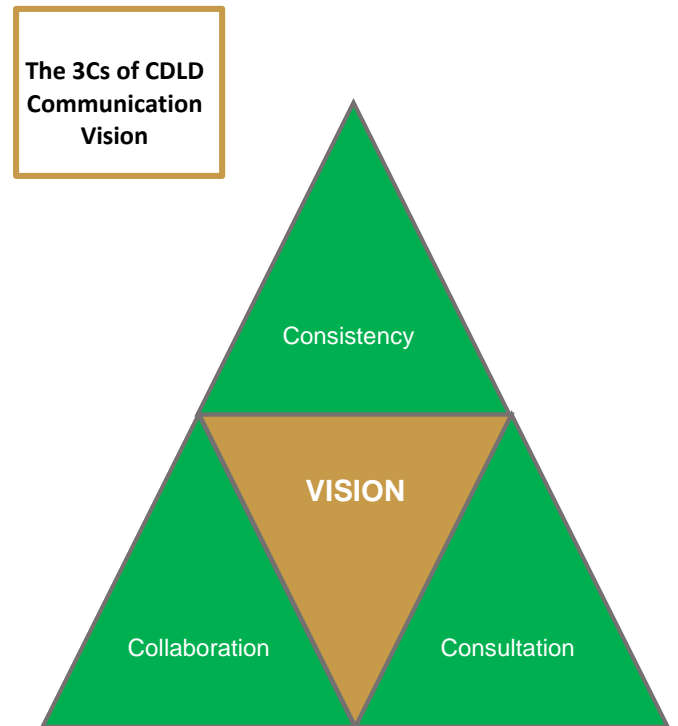 The 3Cs of CDLD
Communication
Vision
Consistency
VISION
Collaboration
Consultation